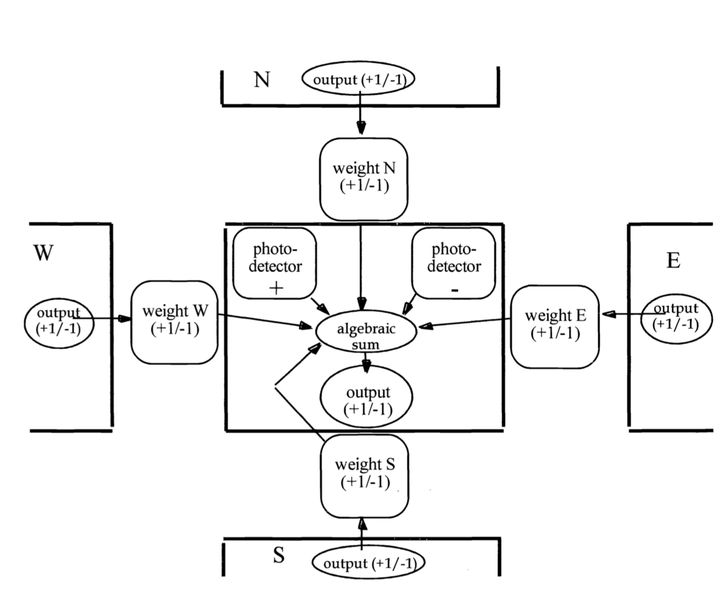 N
output (+1/-1)
weight N
(+1/-1)
W
photo-
detector
+
photo-
detector
-
E
output
(+1/-1)
weight W
(+1/-1)
algebraic
sum
weight E
(+1/-1)
output
(+1/-1)
output
(+1/-1)
weight S
(+1/-1)
S
output (+1/-1)